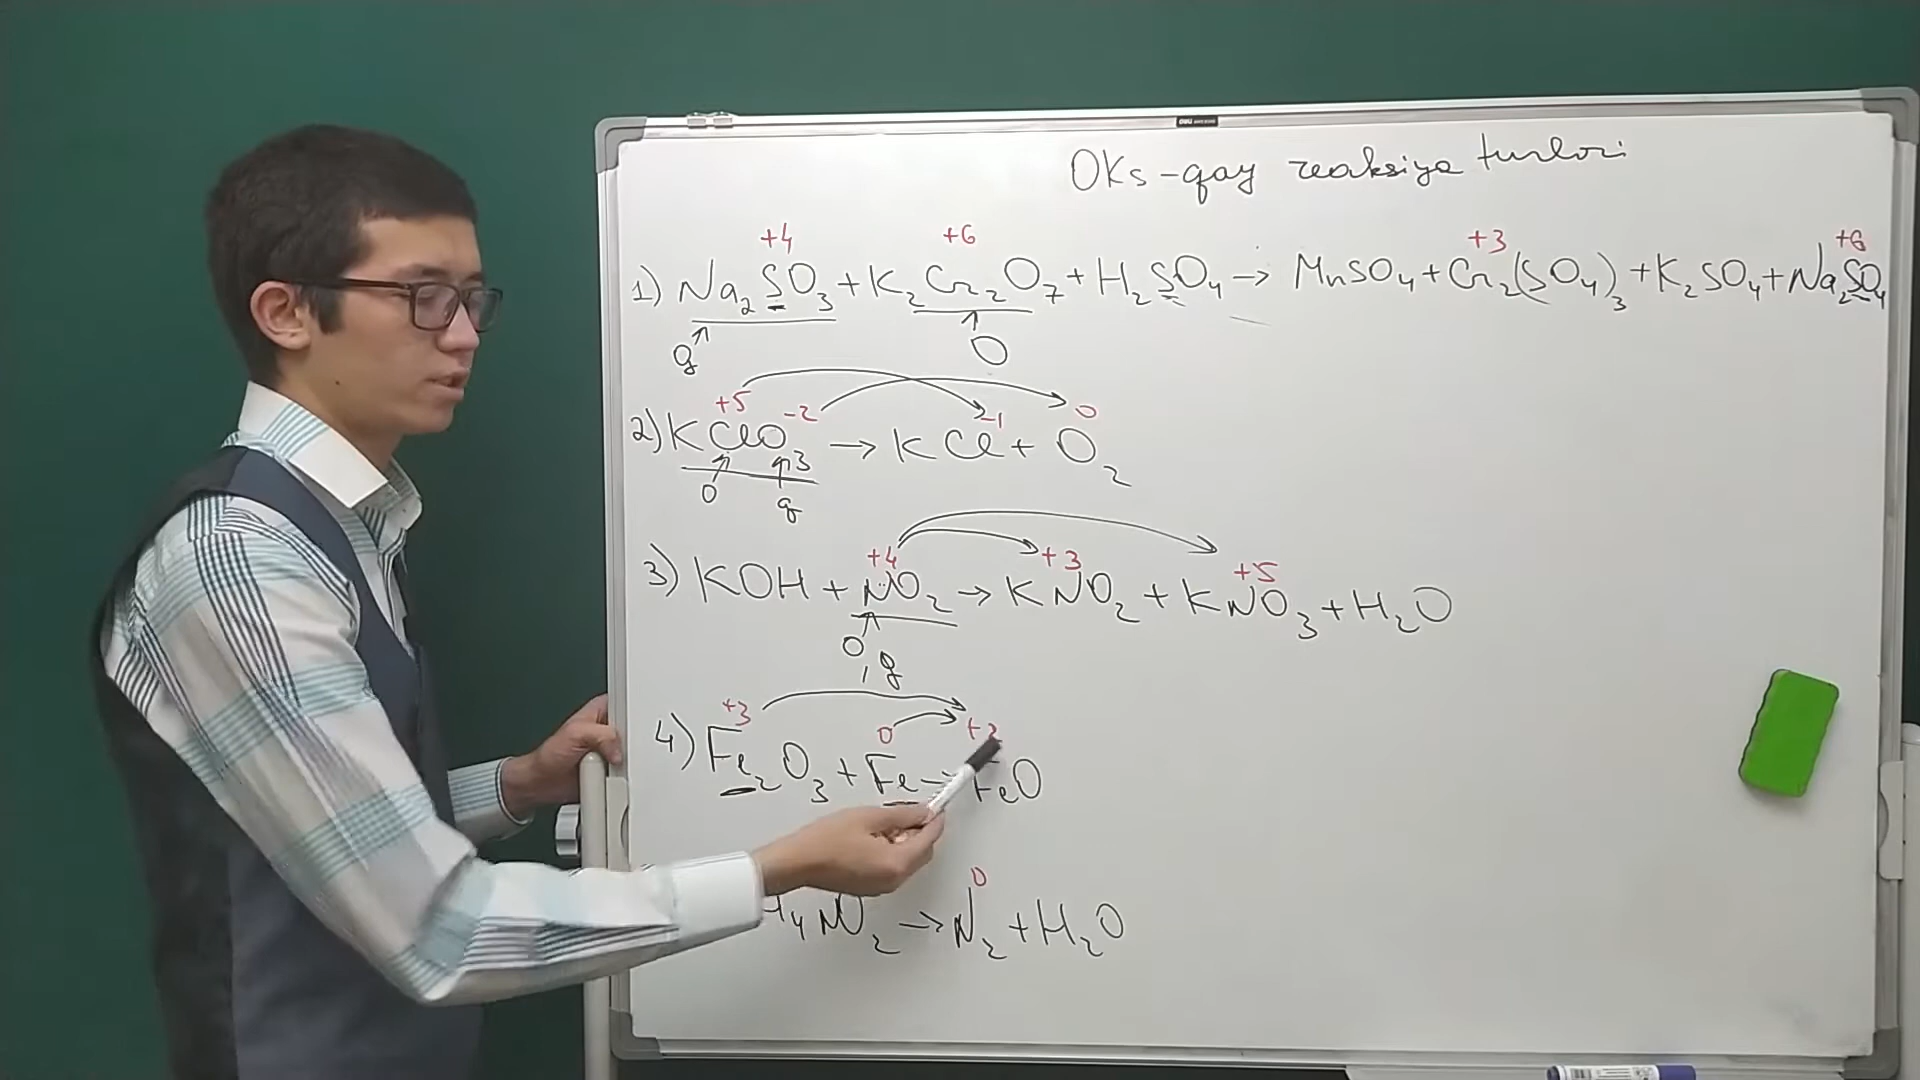 OKs-qay reaksiya turlari
+4 +6 +3 +6
1) Na₂SO₃ + K₂Cr₂O₇ + H₂SO₄ → MnSO₄ + Cr₂(SO₄)₃ + K₂SO₄ + Na₂SO₄
q O
+5 -2 -1 0
2) KClO₃ → KCl + O₂
O q
+4 +3 +5
3) KOH + NO₂ → KNO₂ + KNO₃ + H₂O
O, q
+3 0 +2
4) Fe₂O₃ + Fe → FeO
0
H₄NO₂ → N₂ + H₂O